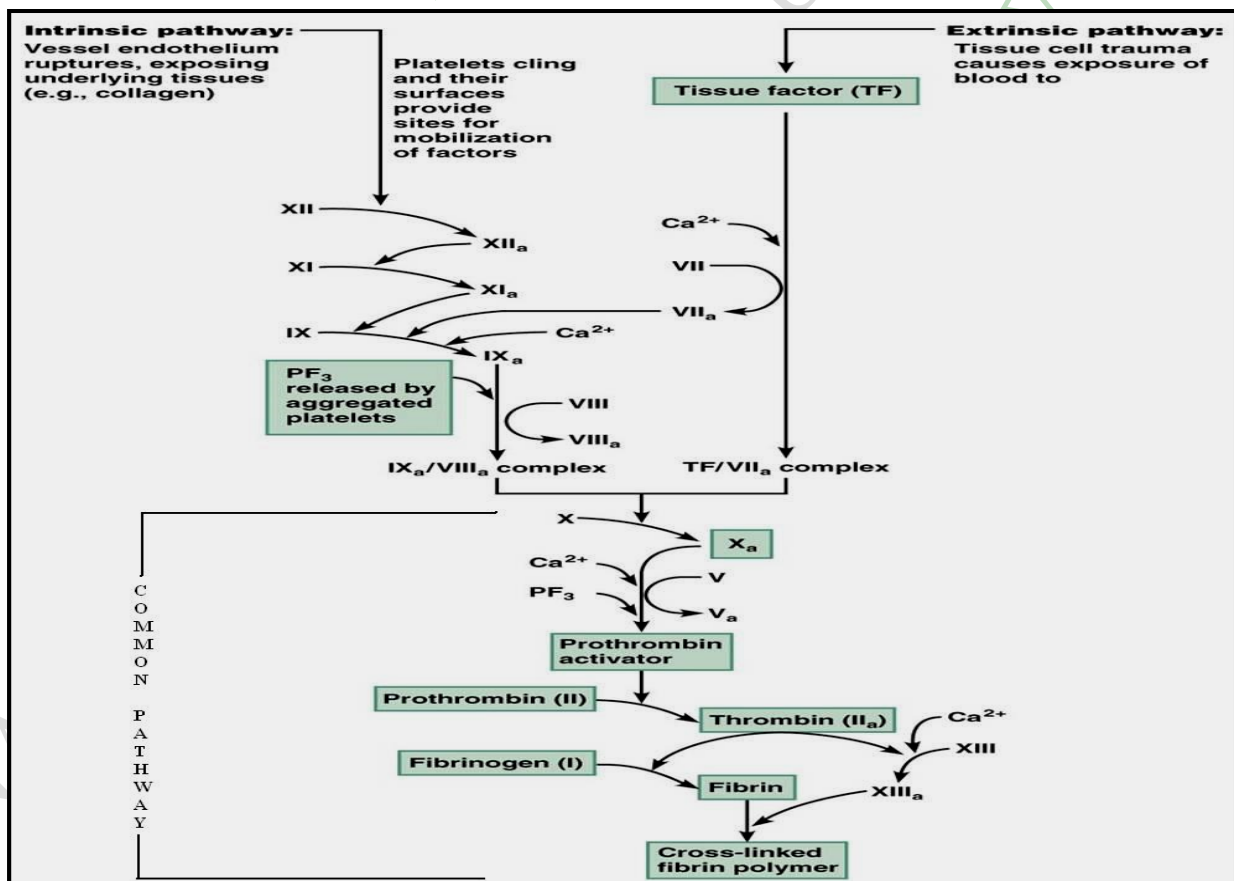 Intrinsic pathway:
Vessel endothelium
ruptures, exposing
underlying tissues
(e.g., collagen)
Platelets cling
and their
surfaces
provide
sites for
mobilization
of factors
Extrinsic pathway:
Tissue cell trauma
causes exposure of
blood to
Tissue factor (TF)
XII
XIIa
XI
XIa
IX
Ca2+
IXa
Ca2+
VII
VIIa
PF3
released by
aggregated
platelets
VIII
VIIIa
IXa/VIIIa complex
TF/VIIa complex
X
Xa
Ca2+
PF3
V
Va
Prothrombin
activator
Prothrombin (II)
Thrombin (IIa)
Ca2+
XIII
XIIIa
Fibrinogen (I)
Fibrin
Cross-linked
fibrin polymer
COMMON PATHWAY